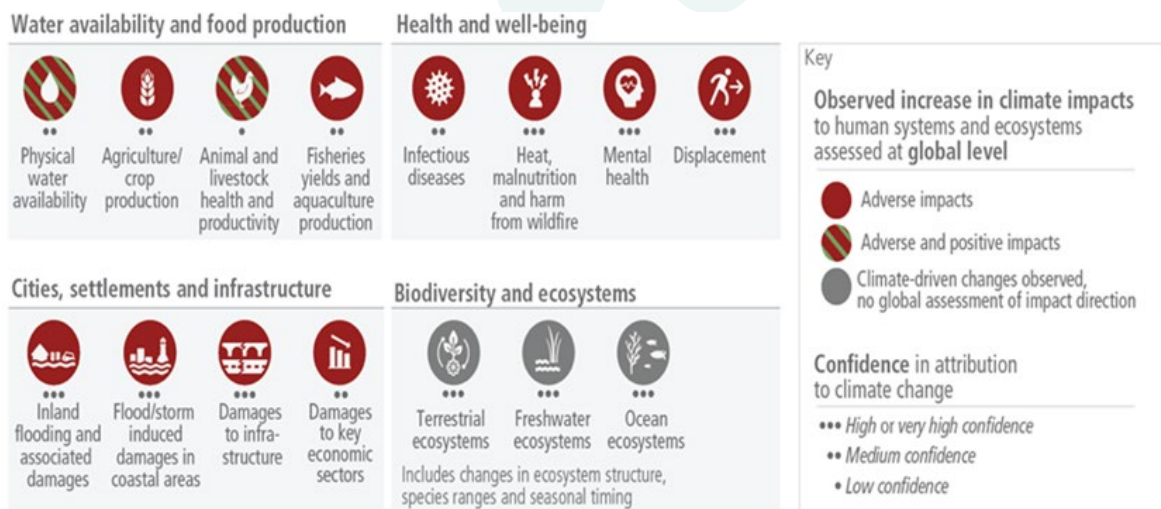 Water availability and food production
••
Physical
water
availability
••
Agriculture/
crop
production
•
Animal and
livestock
health and
productivity
••
Fisheries
yields and
aquaculture
production
Health and well-being
••
Infectious
diseases
•••
Heat,
malnutrition
and harm
from wildfire
•••
Mental
health
•••
Displacement
Cities, settlements and infrastructure
•••
Inland
flooding and
associated
damages
•••
Flood/storm
induced
damages in
coastal areas
•••
Damages
to infra-
structure
••
Damages
to key
economic
sectors
Biodiversity and ecosystems
•••
Terrestrial
ecosystems
•••
Freshwater
ecosystems
•••
Ocean
ecosystems
Includes changes in ecosystem structure,
species ranges and seasonal timing
Key
Observed increase in climate impacts
to human systems and ecosystems
assessed at global level
Adverse impacts
Adverse and positive impacts
Climate-driven changes observed,
no global assessment of impact direction
Confidence in attribution
to climate change
••• High or very high confidence
•• Medium confidence
• Low confidence